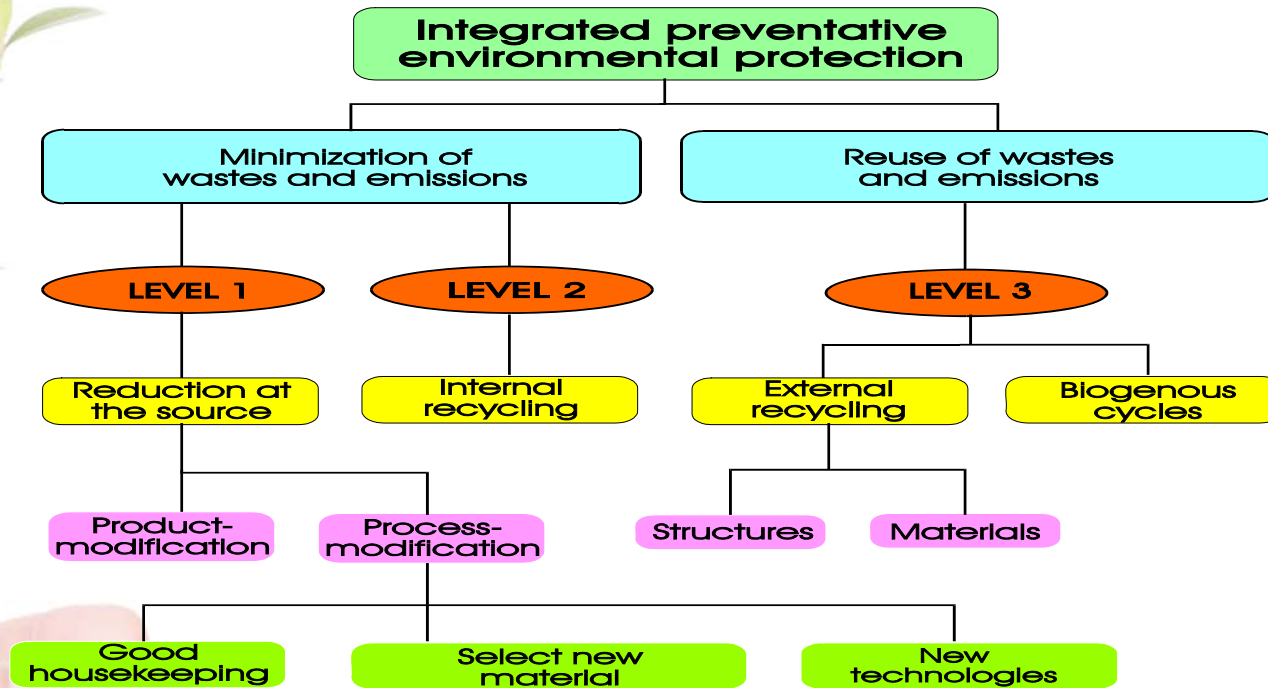 Integrated preventative
environmental protection
Minimization of
wastes and emissions
Reuse of wastes
and emissions
LEVEL 1
LEVEL 2
LEVEL 3
Reduction at
the source
Internal
recycling
External
recycling
Biogenous
cycles
Product-
modification
Process-
modification
Structures
Materials
Good
housekeeping
Select new
material
New
technologies